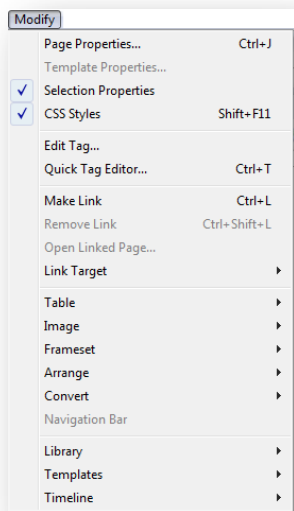 Modify
Page Properties... Ctrl+J
Template Properties...
Selection Properties
CSS Styles Shift+F11
Edit Tag...
Quick Tag Editor... Ctrl+T
Make Link Ctrl+L
Remove Link Ctrl+Shift+L
Open Linked Page...
Link Target
Table
Image
Frameset
Arrange
Convert
Navigation Bar
Library
Templates
Timeline